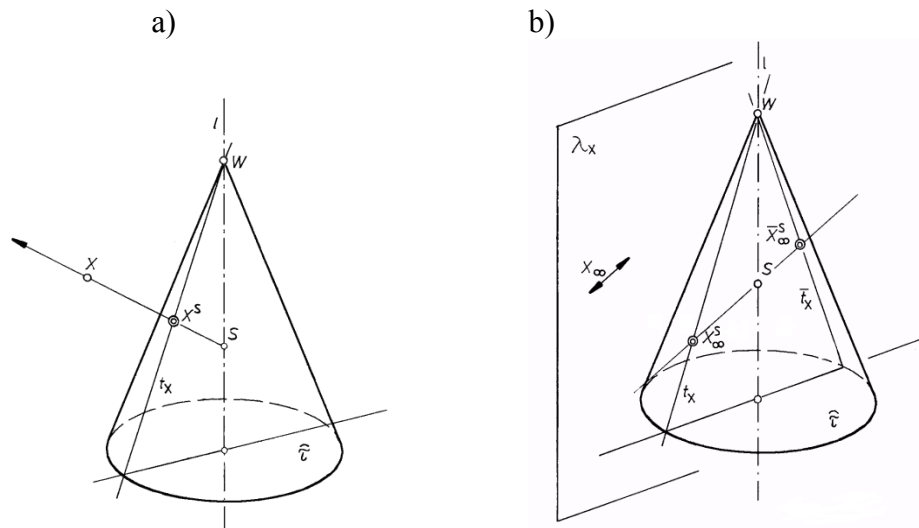 a)
b)
l
W
X
X^S
S
t_X
τ̂
l
W
λ_X
X̄^S_∞
X_∞
S
t̄_X
X^S_∞
t_X
τ̂